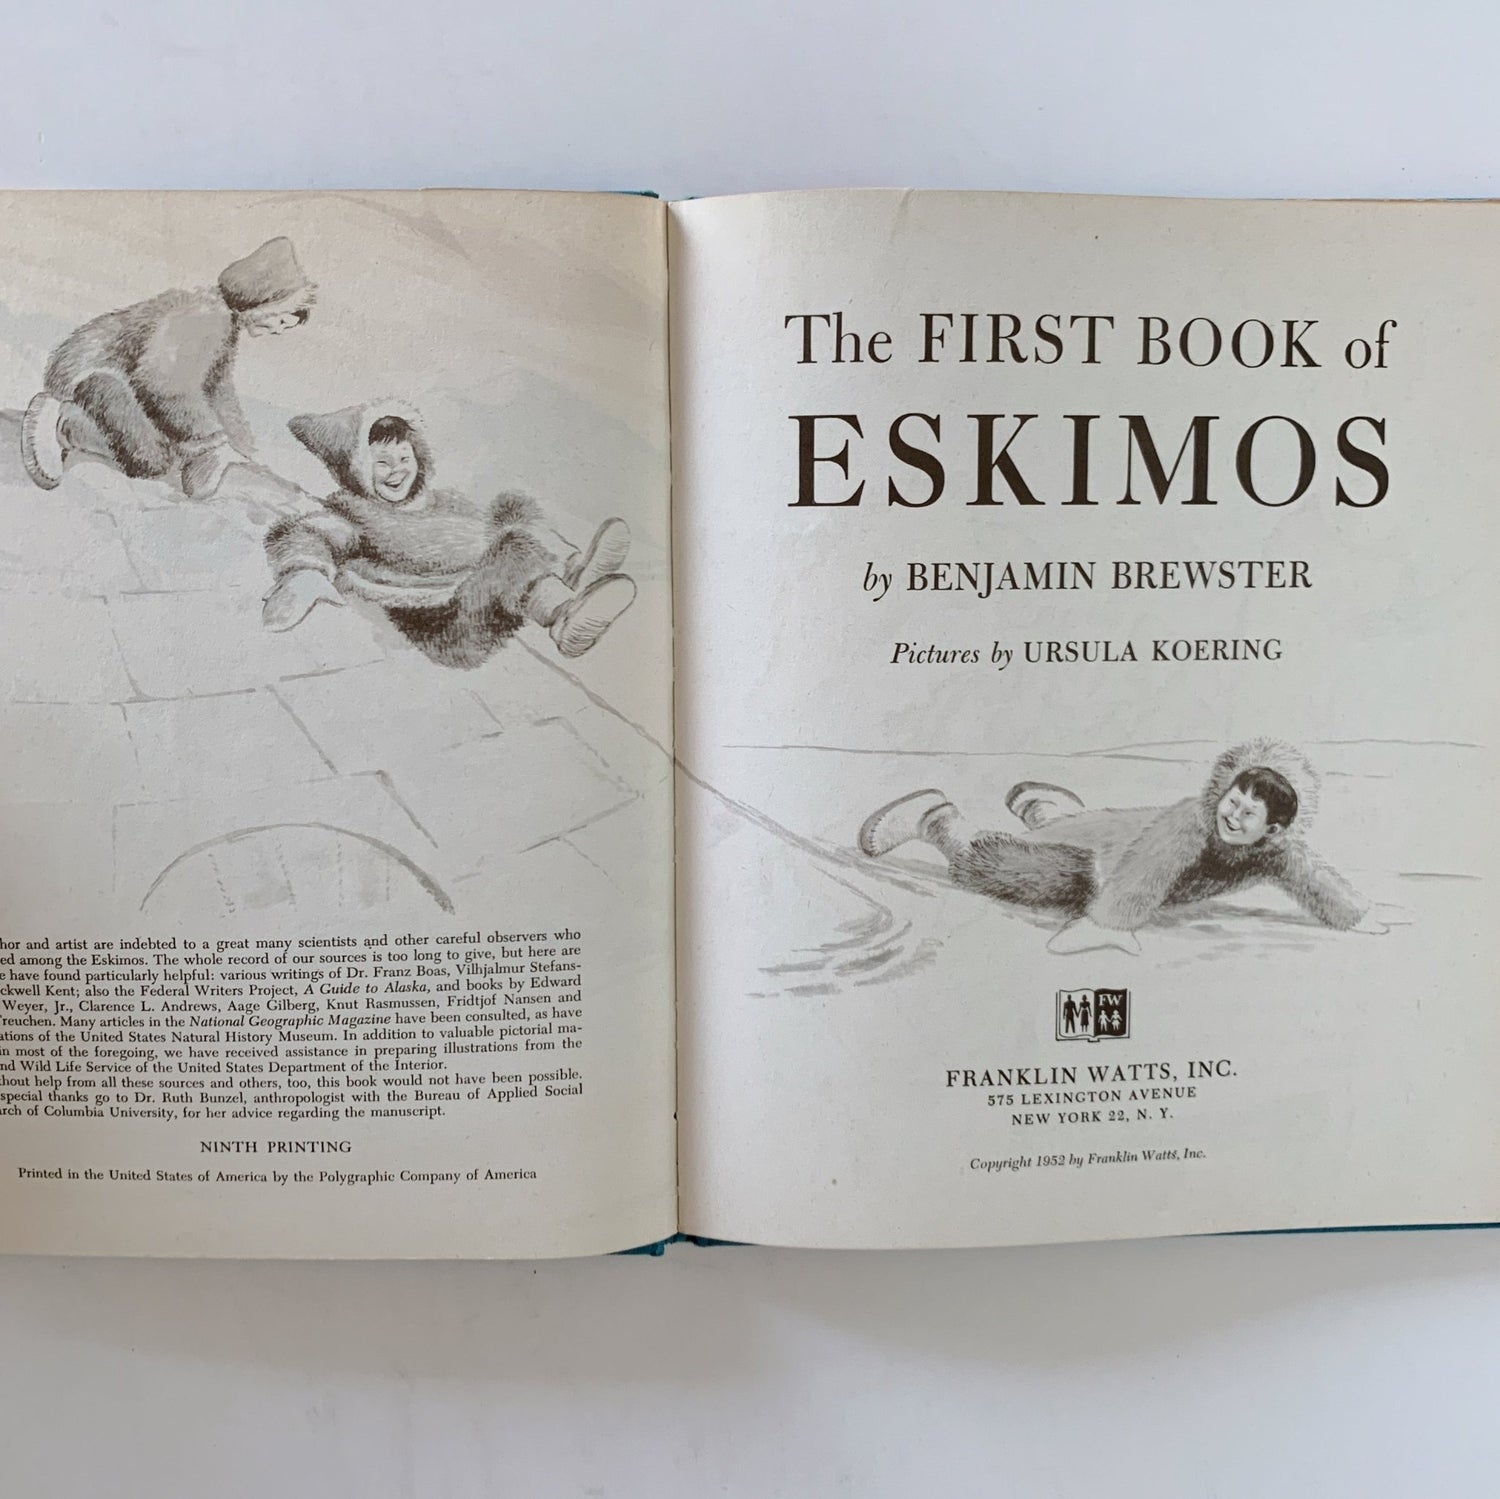 hor and artist are indebted to a great many scientists and other careful observers who
ed among the Eskimos. The whole record of our sources is too long to give, but here are
e have found particularly helpful: various writings of Dr. Franz Boas, Vilhjalmur Stefans-
ckwell Kent; also the Federal Writers Project, A Guide to Alaska, and books by Edward
Weyer, Jr., Clarence L. Andrews, Aage Gilberg, Knut Rasmussen, Fridtjof Nansen and
reuchen. Many articles in the National Geographic Magazine have been consulted, as have
ations of the United States Natural History Museum. In addition to valuable pictorial ma-
in most of the foregoing, we have received assistance in preparing illustrations from the
nd Wild Life Service of the United States Department of the Interior.
hout help from all these sources and others, too, this book would not have been possible.
special thanks go to Dr. Ruth Bunzel, anthropologist with the Bureau of Applied Social
rch of Columbia University, for her advice regarding the manuscript.
NINTH PRINTING
Printed in the United States of America by the Polygraphic Company of America
The FIRST BOOK of
ESKIMOS
by BENJAMIN BREWSTER
Pictures by URSULA KOERING
FW
FRANKLIN WATTS, INC.
575 LEXINGTON AVENUE
NEW YORK 22, N. Y.
Copyright 1952 by Franklin Watts, Inc.